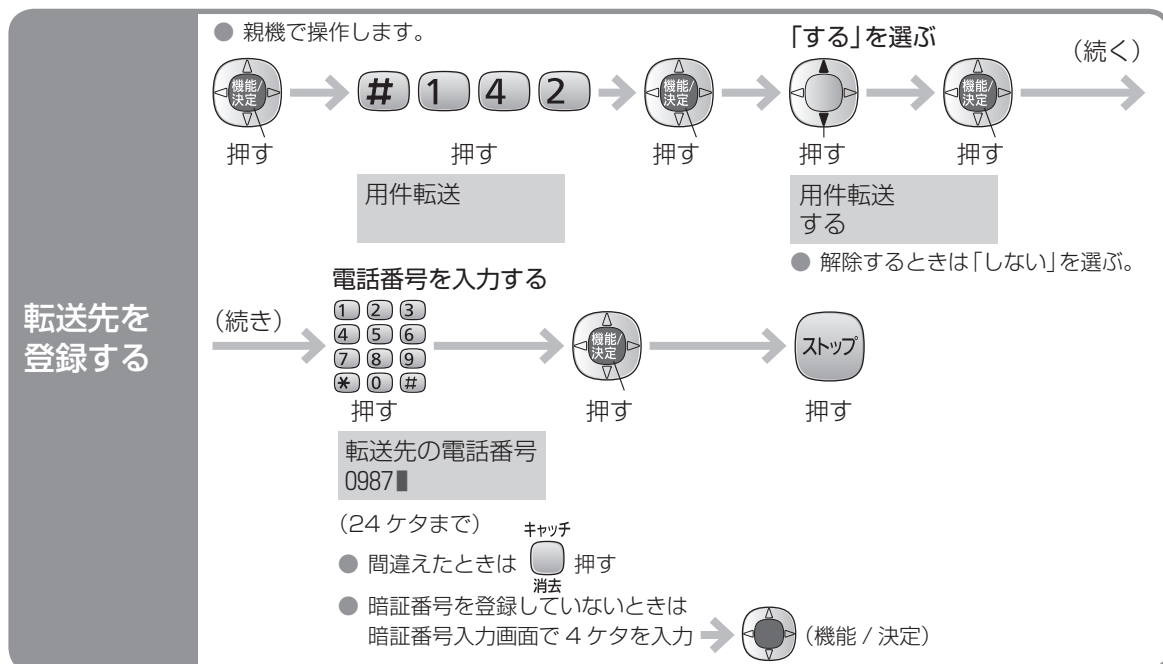 転送先を
登録する
● 親機で操作します。
「する」を選ぶ
（続く）
機能/
決定
# 1 4 2
機能/
決定
機能/
決定
押す 押す 押す 押す 押す
用件転送
用件転送
する
● 解除するときは「しない」を選ぶ。
（続き）
電話番号を入力する
1 2 3
4 5 6
7 8 9
* 0 #
機能/
決定
ストップ
押す 押す 押す
転送先の電話番号
0987
（24 ケタまで）
キャッチ
● 間違えたときは 押す
消去
● 暗証番号を登録していないときは
暗証番号入力画面で 4 ケタを入力 （機能 / 決定）